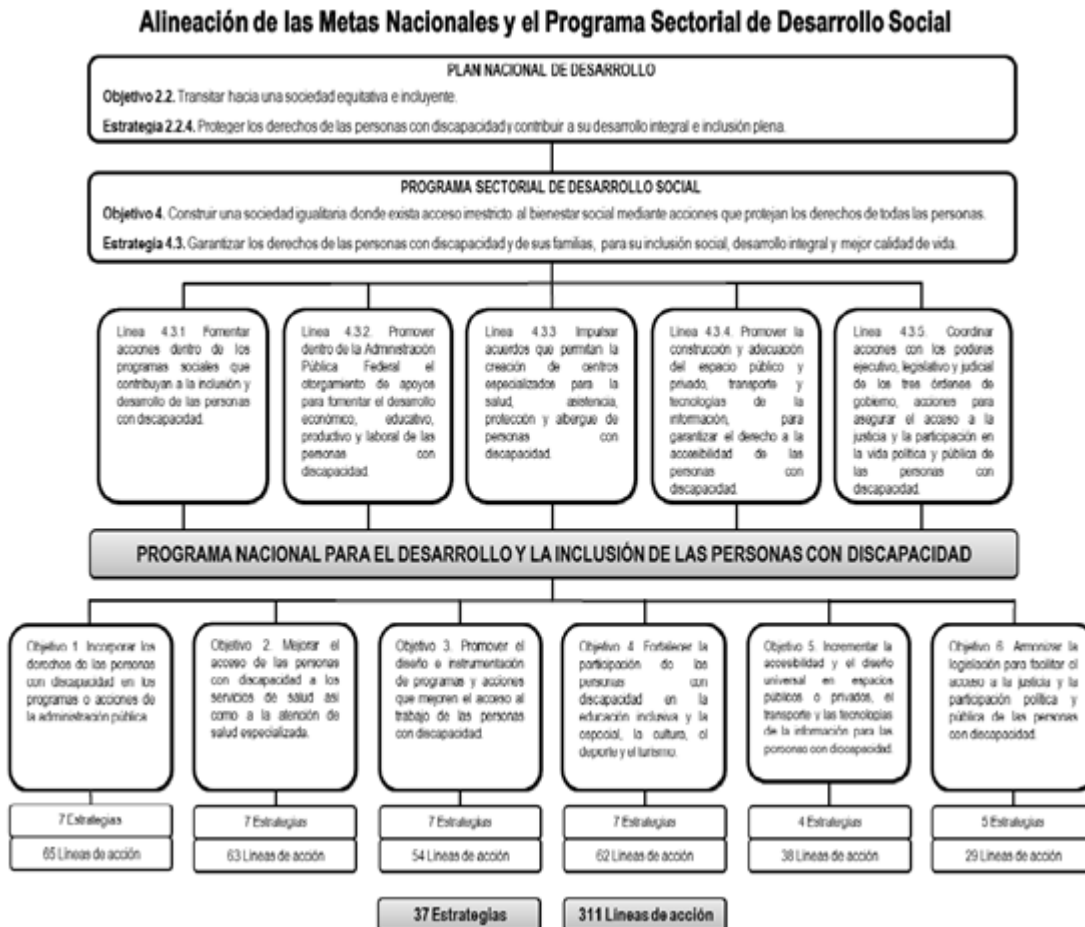 Alineación de las Metas Nacionales y el Programa Sectorial de Desarrollo Social
PLAN NACIONAL DE DESARROLLO
Objetivo 2.2. Transitar hacia una sociedad equitativa e incluyente.
Estrategia 2.2.4. Proteger los derechos de las personas con discapacidad y contribuir a su desarrollo integral e inclusión plena.
PROGRAMA SECTORIAL DE DESARROLLO SOCIAL
Objetivo 4. Construir una sociedad igualitaria donde exista acceso irrestricto al bienestar social mediante acciones que protejan los derechos de todas las personas.
Estrategia 4.3. Garantizar los derechos de las personas con discapacidad y de sus familias, para su inclusión social, desarrollo integral y mejor calidad de vida.
Línea 4.3.1 Fomentar
acciones dentro de los
programas sociales que
contribuyan a la inclusión y
desarrollo de las personas
con discapacidad.
Línea 4.3.2. Promover
dentro de la Administración
Pública Federal el
otorgamiento de apoyos
para fomentar el desarrollo
económico, educativo,
productivo y laboral de las
personas con
discapacidad.
Línea 4.3.3 Impulsar
acuerdos que permitan la
creación de centros
especializados para la
salud, asistencia,
protección y albergue de
personas con
discapacidad.
Línea 4.3.4. Promover la
construcción y adecuación
del espacio público y
privado, transporte y
tecnologías de la
información, para
garantizar el derecho a la
accesibilidad de las
personas con
discapacidad.
Línea 4.3.5. Coordinar
acciones con los poderes
ejecutivo, legislativo y judicial
de los tres órdenes de
gobierno, acciones para
asegurar el acceso a la
justicia y la participación en
la vida política y pública de
las personas con
discapacidad.
PROGRAMA NACIONAL PARA EL DESARROLLO Y LA INCLUSIÓN DE LAS PERSONAS CON DISCAPACIDAD
Objetivo 1. Incorporar los
derechos de las personas
con discapacidad en los
programas o acciones de
la administración pública.
Objetivo 2. Mejorar el
acceso de las personas
con discapacidad a los
servicios de salud así
como a la atención de
salud especializada.
Objetivo 3. Promover el
diseño e instrumentación
de programas y acciones
que mejoren el acceso al
trabajo de las personas
con discapacidad.
Objetivo 4. Fortalecer la
participación de las
personas con
discapacidad en la
educación inclusiva y la
especial, la cultura, el
deporte y el turismo.
Objetivo 5. Incrementar la
accesibilidad y el diseño
universal en espacios
públicos o privados, el
transporte y las tecnologías
de la información para las
personas con discapacidad.
Objetivo 6. Armonizar la
legislación para facilitar el
acceso a la justicia y la
participación política y
pública de las personas
con discapacidad.
7 Estrategias
65 Líneas de acción
7 Estrategias
63 Líneas de acción
7 Estrategias
54 Líneas de acción
7 Estrategias
62 Líneas de acción
4 Estrategias
38 Líneas de acción
5 Estrategias
29 Líneas de acción
37 Estrategias
311 Líneas de acción